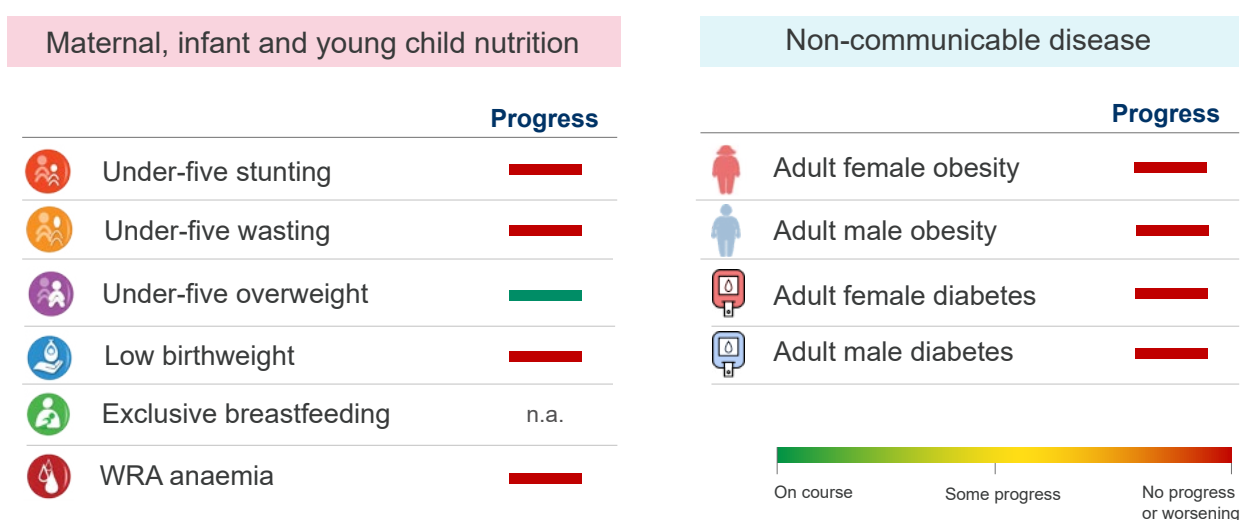 Maternal, infant and young child nutrition
Progress
Under-five stunting
Under-five wasting
Under-five overweight
Low birthweight
Exclusive breastfeeding n.a.
WRA anaemia
Non-communicable disease
Progress
Adult female obesity
Adult male obesity
Adult female diabetes
Adult male diabetes
On course Some progress No progress
or worsening